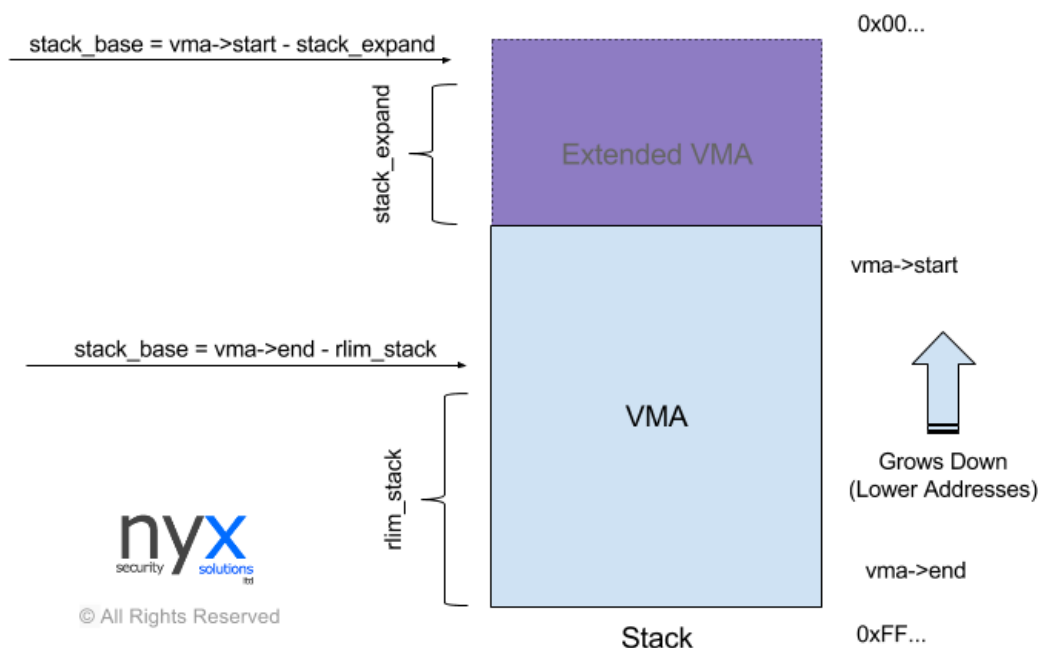 0x00...
stack_base = vma->start - stack_expand
stack_expand
Extended VMA
vma->start
stack_base = vma->end - rlim_stack
VMA
rlim_stack
Grows Down
(Lower Addresses)
nyx
security solutions
ltd
vma->end
© All Rights Reserved
Stack
0xFF...